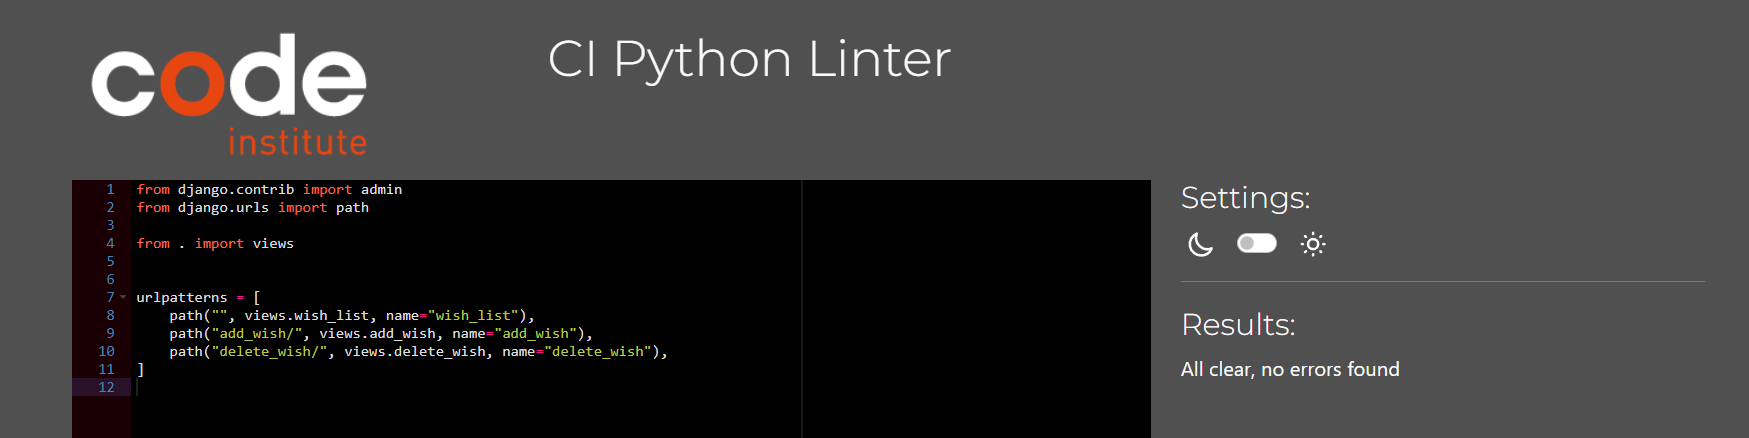 code
institute
CI Python Linter
1 from django.contrib import admin
2 from django.urls import path
3
4 from . import views
5
6
7 urlpatterns = [
8     path("", views.wish_list, name="wish_list"),
9     path("add_wish/", views.add_wish, name="add_wish"),
10     path("delete_wish/", views.delete_wish, name="delete_wish"),
11 ]
12
Settings:
Results:
All clear, no errors found